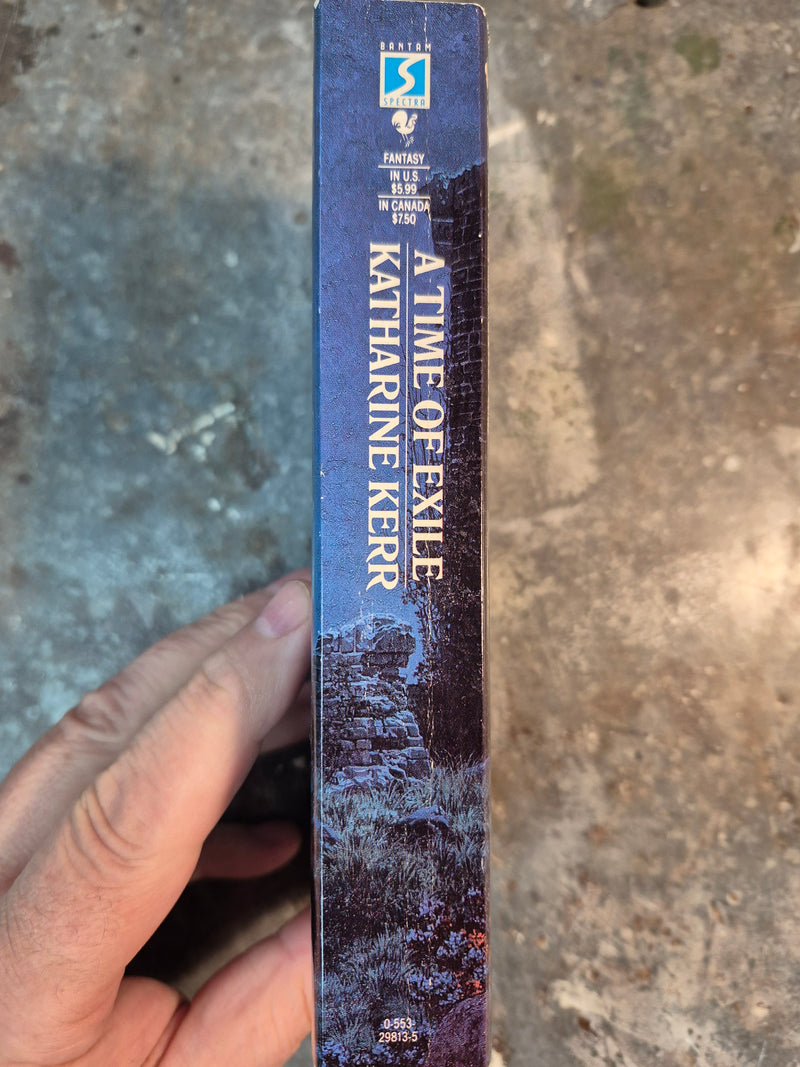 BANTAM
SPECTRA
FANTASY
IN U.S.
$5.99
IN CANADA
$7.50
A TIME OF EXILE
KATHARINE KERR
0-553-
29813-5